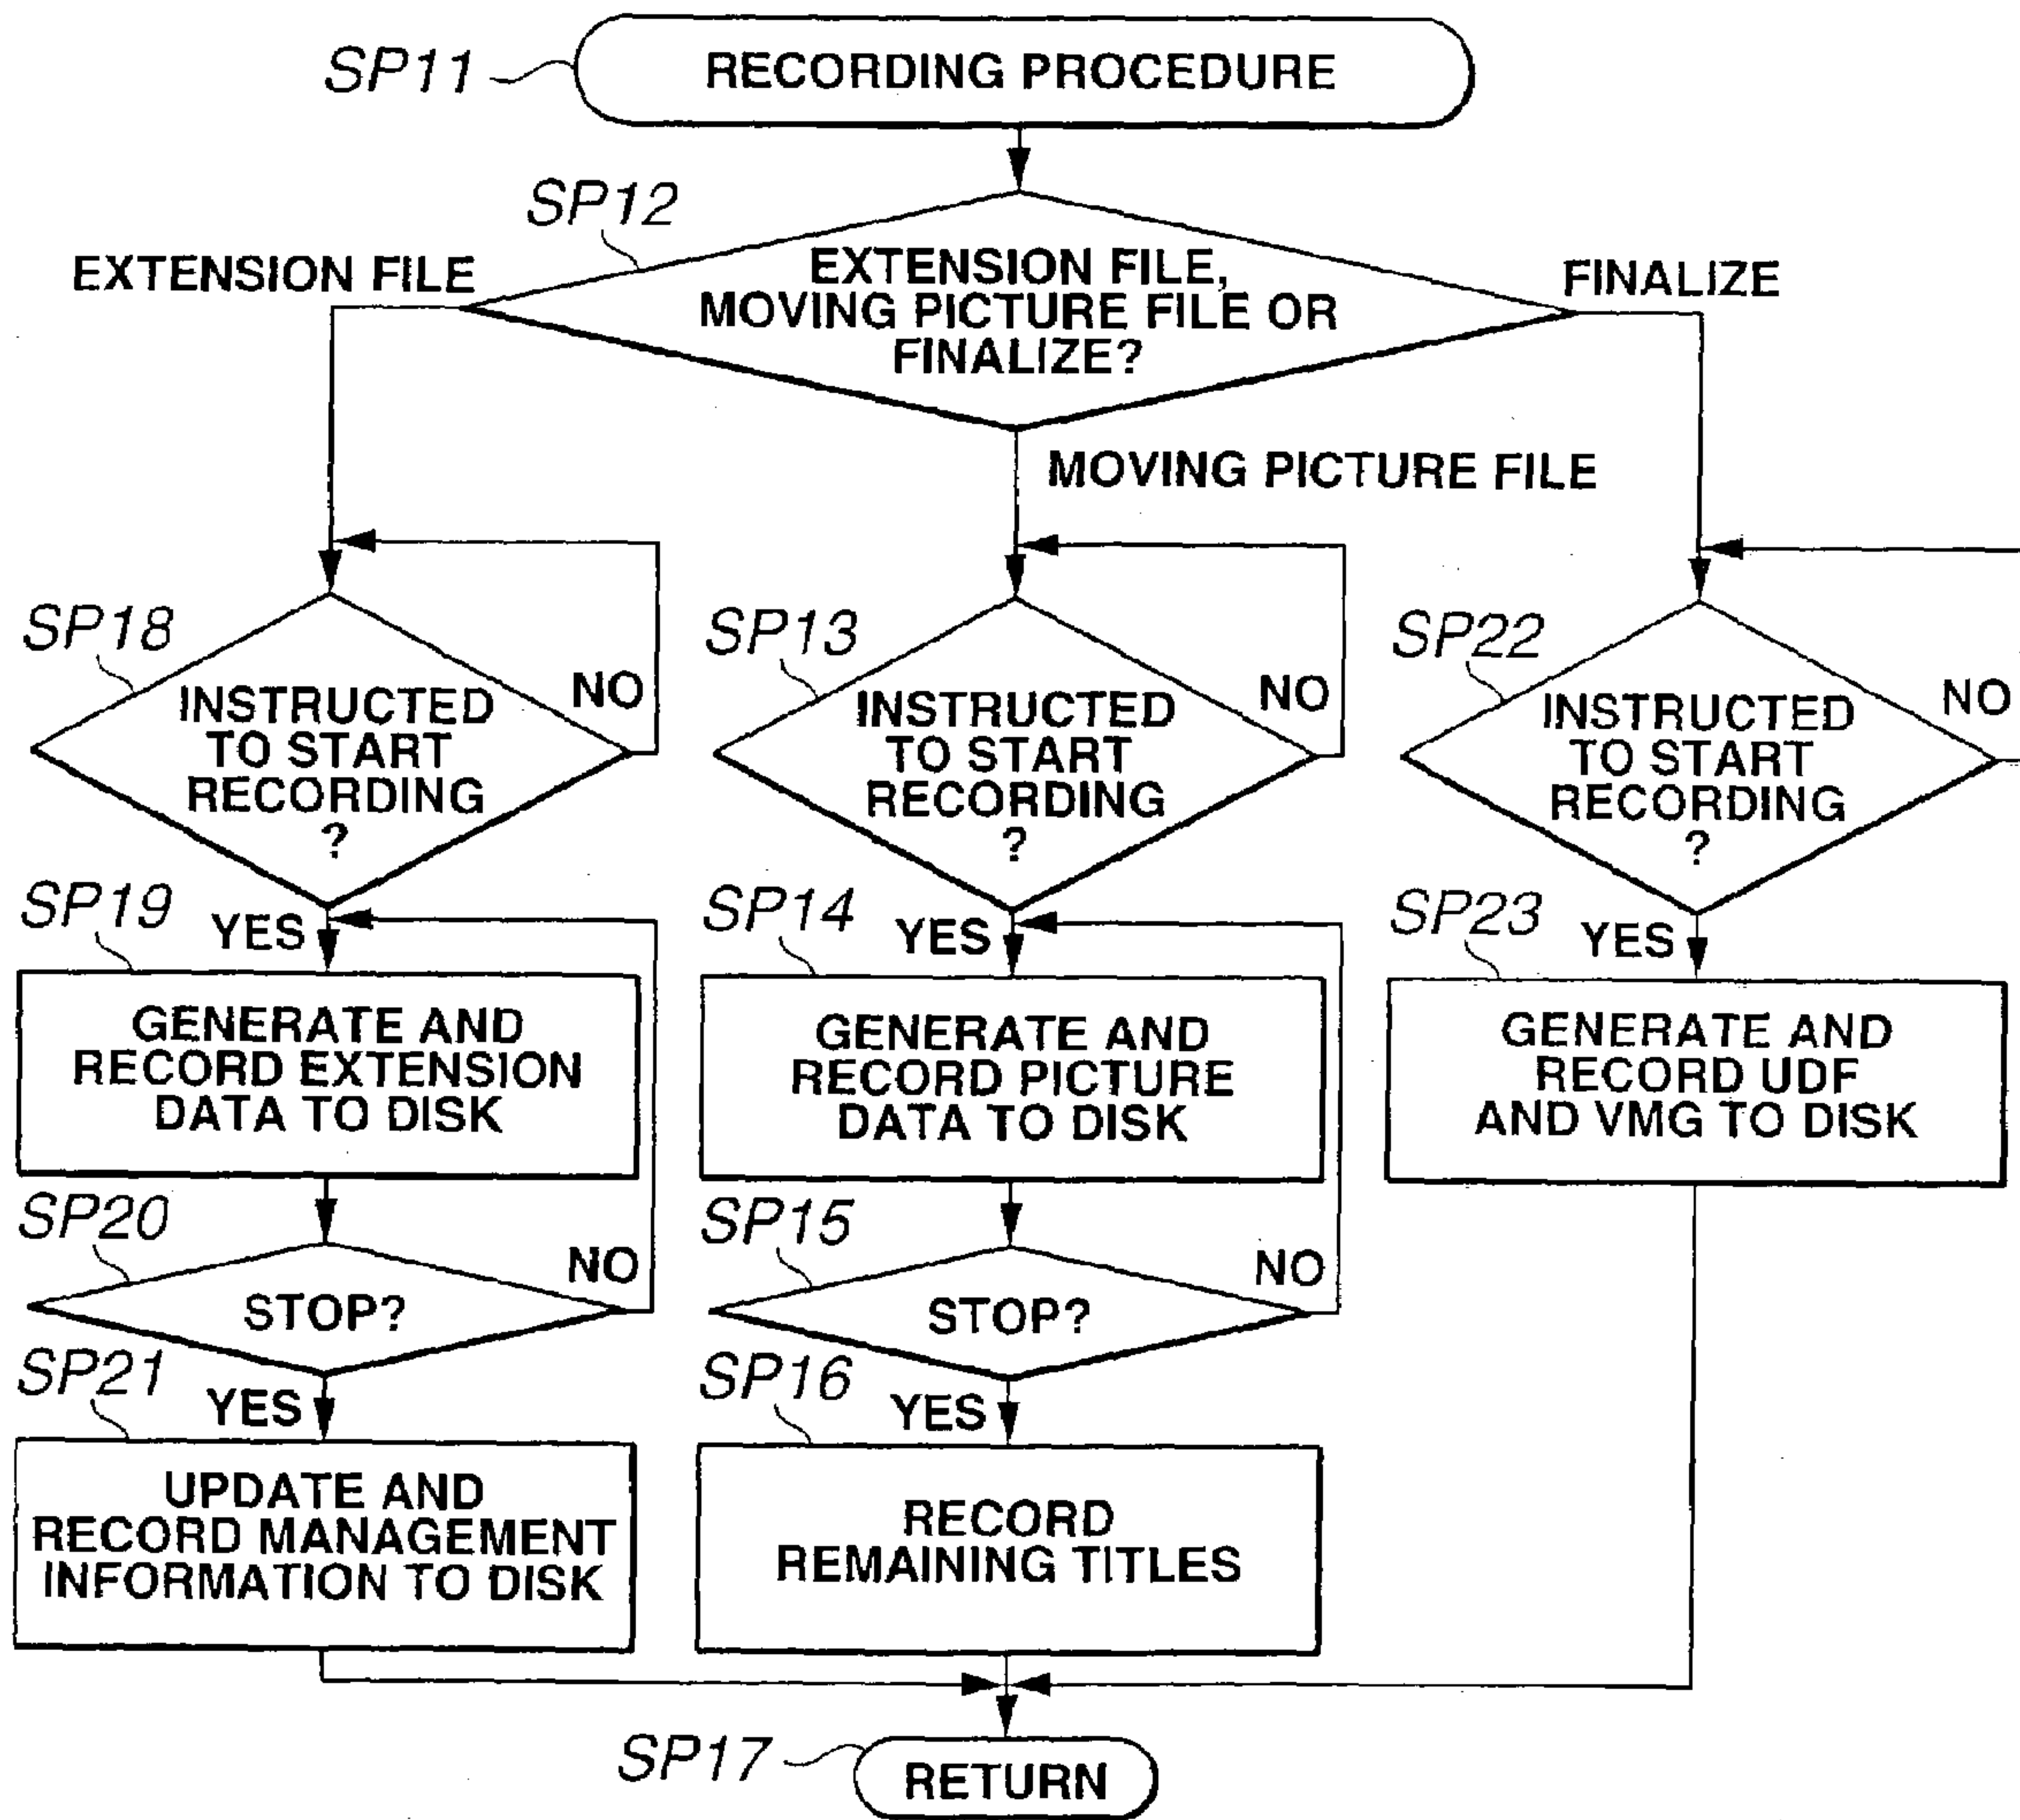 SP11
RECORDING PROCEDURE
SP12
EXTENSION FILE
EXTENSION FILE,
MOVING PICTURE FILE OR
FINALIZE?
FINALIZE
MOVING PICTURE FILE
SP18
INSTRUCTED
TO START
RECORDING
?
NO
SP13
INSTRUCTED
TO START
RECORDING
?
NO
SP22
INSTRUCTED
TO START
RECORDING
?
NO
SP19
YES
SP14
YES
SP23
YES
GENERATE AND
RECORD EXTENSION
DATA TO DISK
GENERATE AND
RECORD PICTURE
DATA TO DISK
GENERATE AND
RECORD UDF
AND VMG TO DISK
SP20
STOP?
NO
SP15
STOP?
NO
SP21
YES
SP16
YES
UPDATE AND
RECORD MANAGEMENT
INFORMATION TO DISK
RECORD
REMAINING TITLES
SP17
RETURN